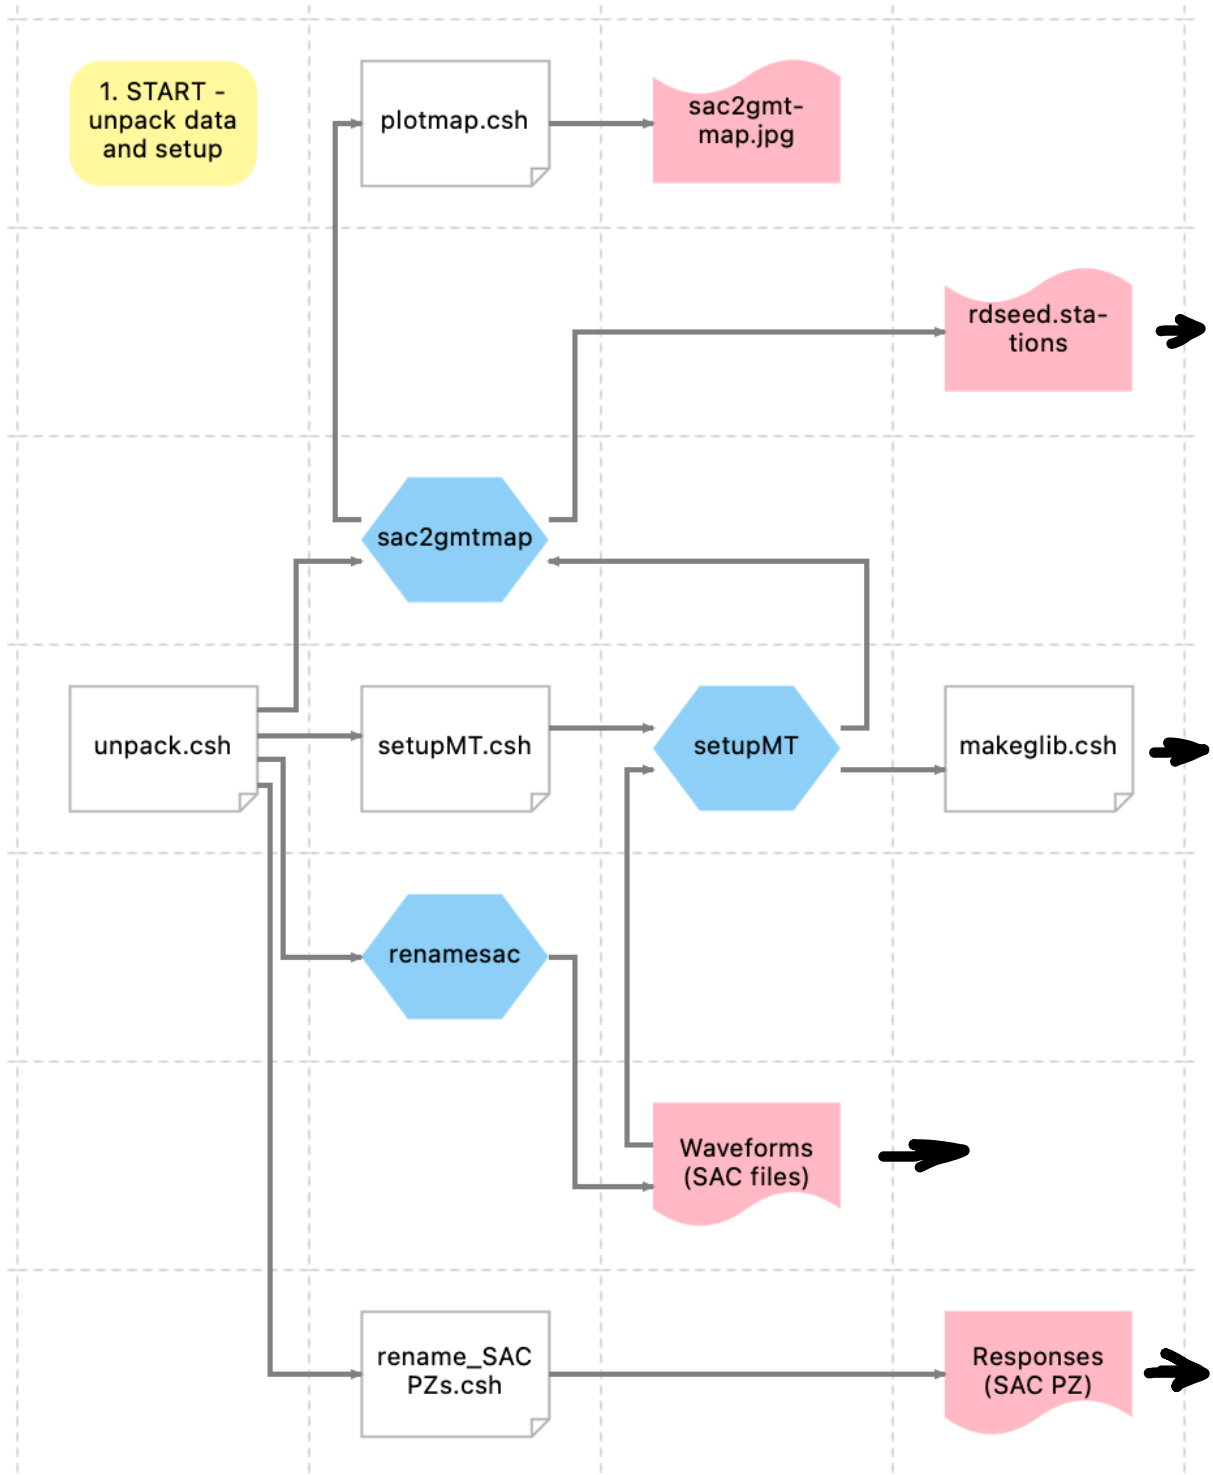 1. START -
unpack data
and setup
plotmap.csh
sac2gmt-
map.jpg
rdseed.sta-
tions
sac2gmtmap
unpack.csh
setupMT.csh
setupMT
makeglib.csh
renamesac
Waveforms
(SAC files)
rename_SAC
PZs.csh
Responses
(SAC PZ)